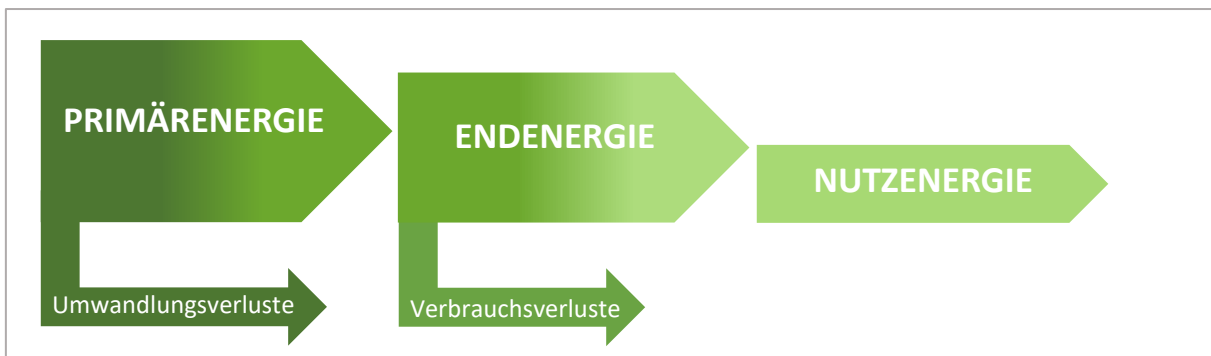 PRIMÄRENERGIE
ENDENERGIE
NUTZENERGIE
Umwandlungsverluste
Verbrauchsverluste